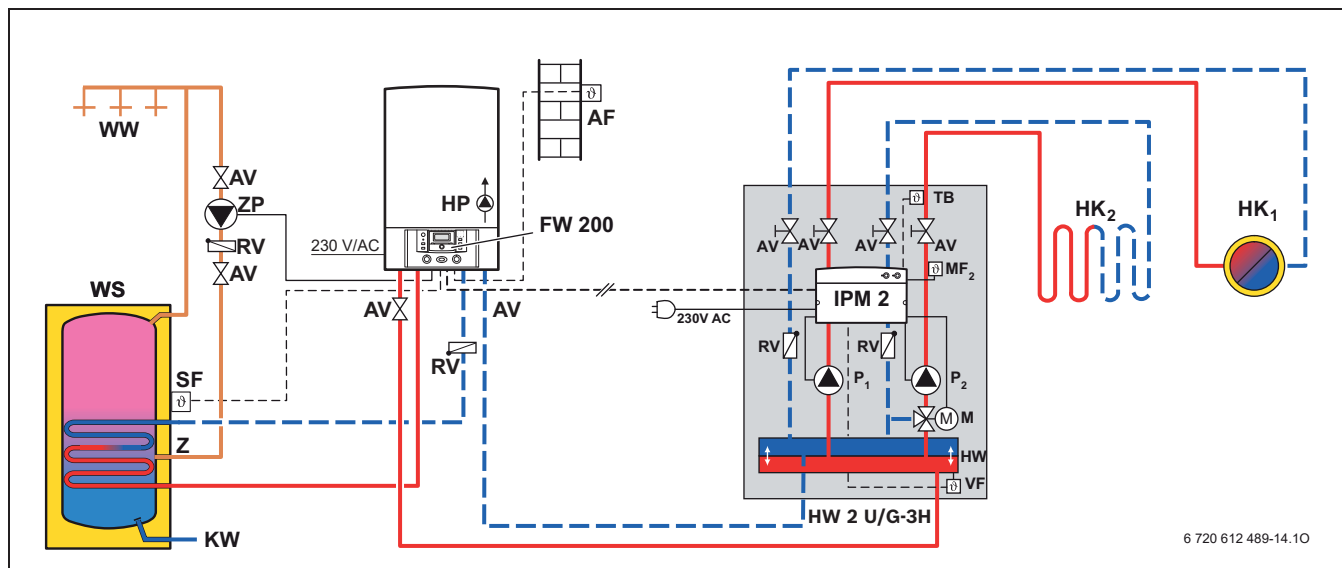 WW
AV
ZP
RV
AV
WS
SF
ϑ
Z
KW
230 V/AC
HP
FW 200
ϑ
AF
AV
AV
RV
230V AC
TB
ϑ
AV
AV
AV
AV
ϑ
MF2
IPM 2
RV
RV
P1
P2
M
M
HW
ϑ
VF
HW 2 U/G-3H
HK2
HK1
6 720 612 489-14.1O